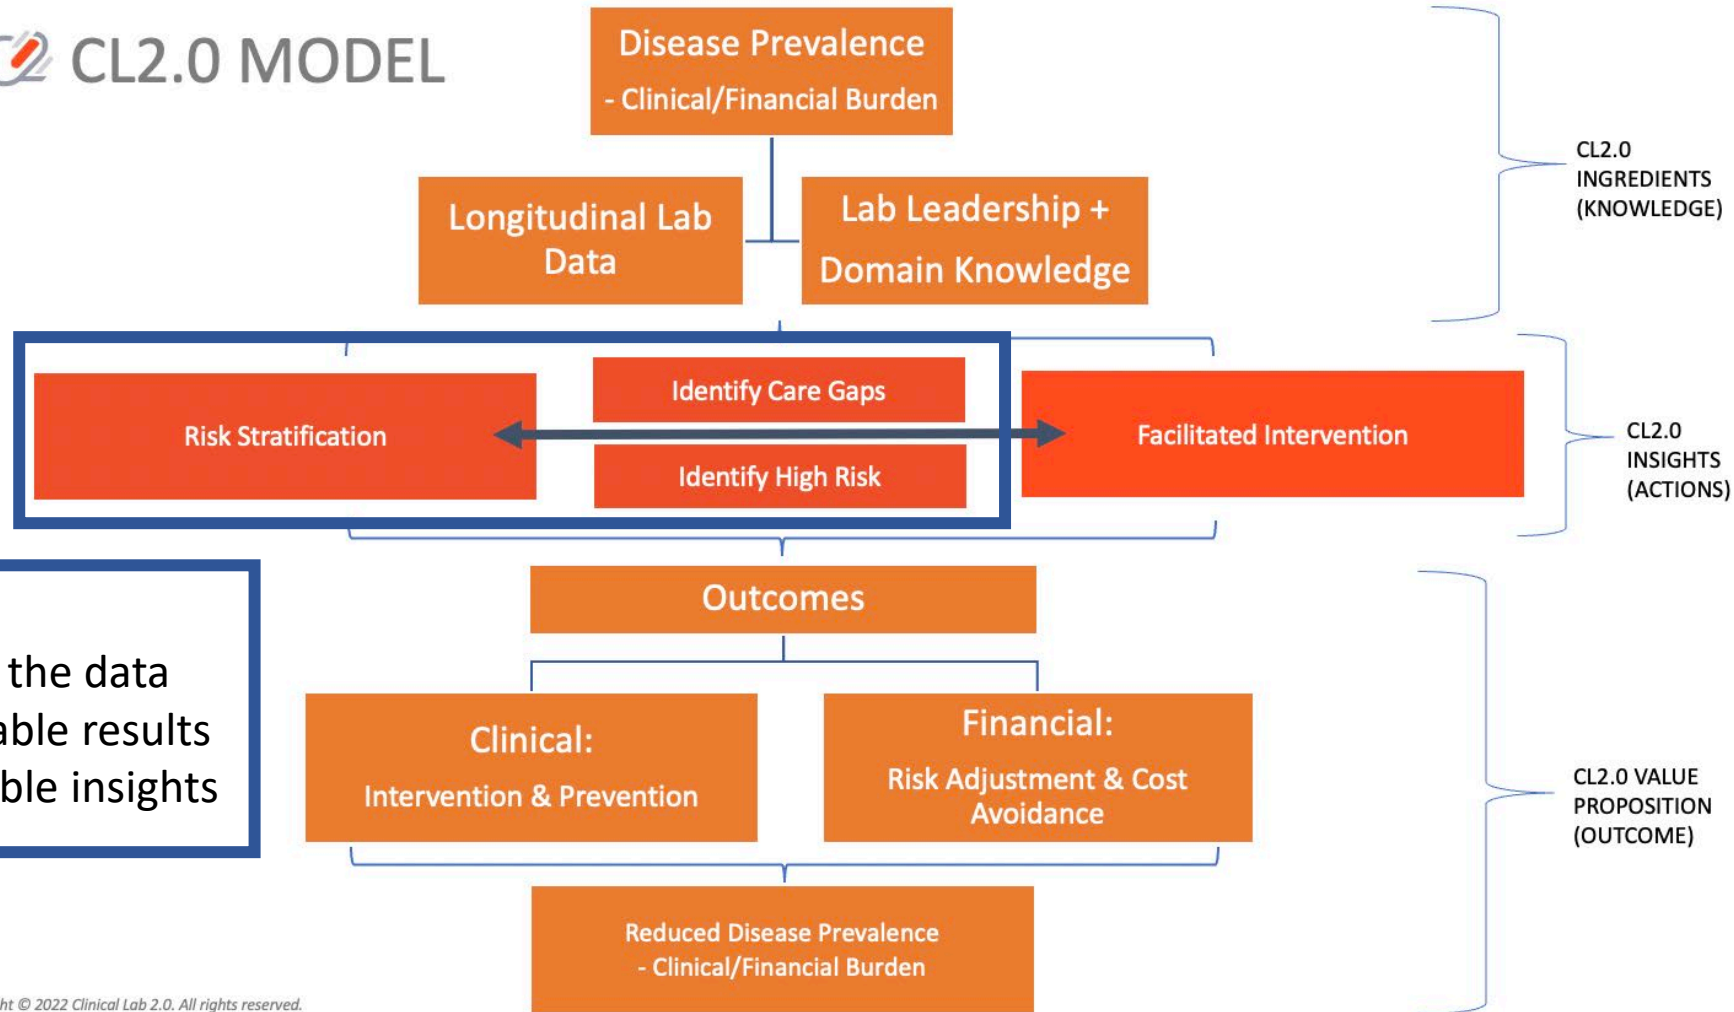 CL2.0 MODEL
Disease Prevalence
- Clinical/Financial Burden
Longitudinal Lab
Data
Lab Leadership +
Domain Knowledge
CL2.0
INGREDIENTS
(KNOWLEDGE)
Risk Stratification
Identify Care Gaps
Identify High Risk
Facilitated Intervention
CL2.0
INSIGHTS
(ACTIONS)
the data
able results
ble insights
Outcomes
Clinical:
Intervention & Prevention
Financial:
Risk Adjustment & Cost
Avoidance
CL2.0 VALUE
PROPOSITION
(OUTCOME)
Reduced Disease Prevalence
- Clinical/Financial Burden
ht © 2022 Clinical Lab 2.0. All rights reserved.